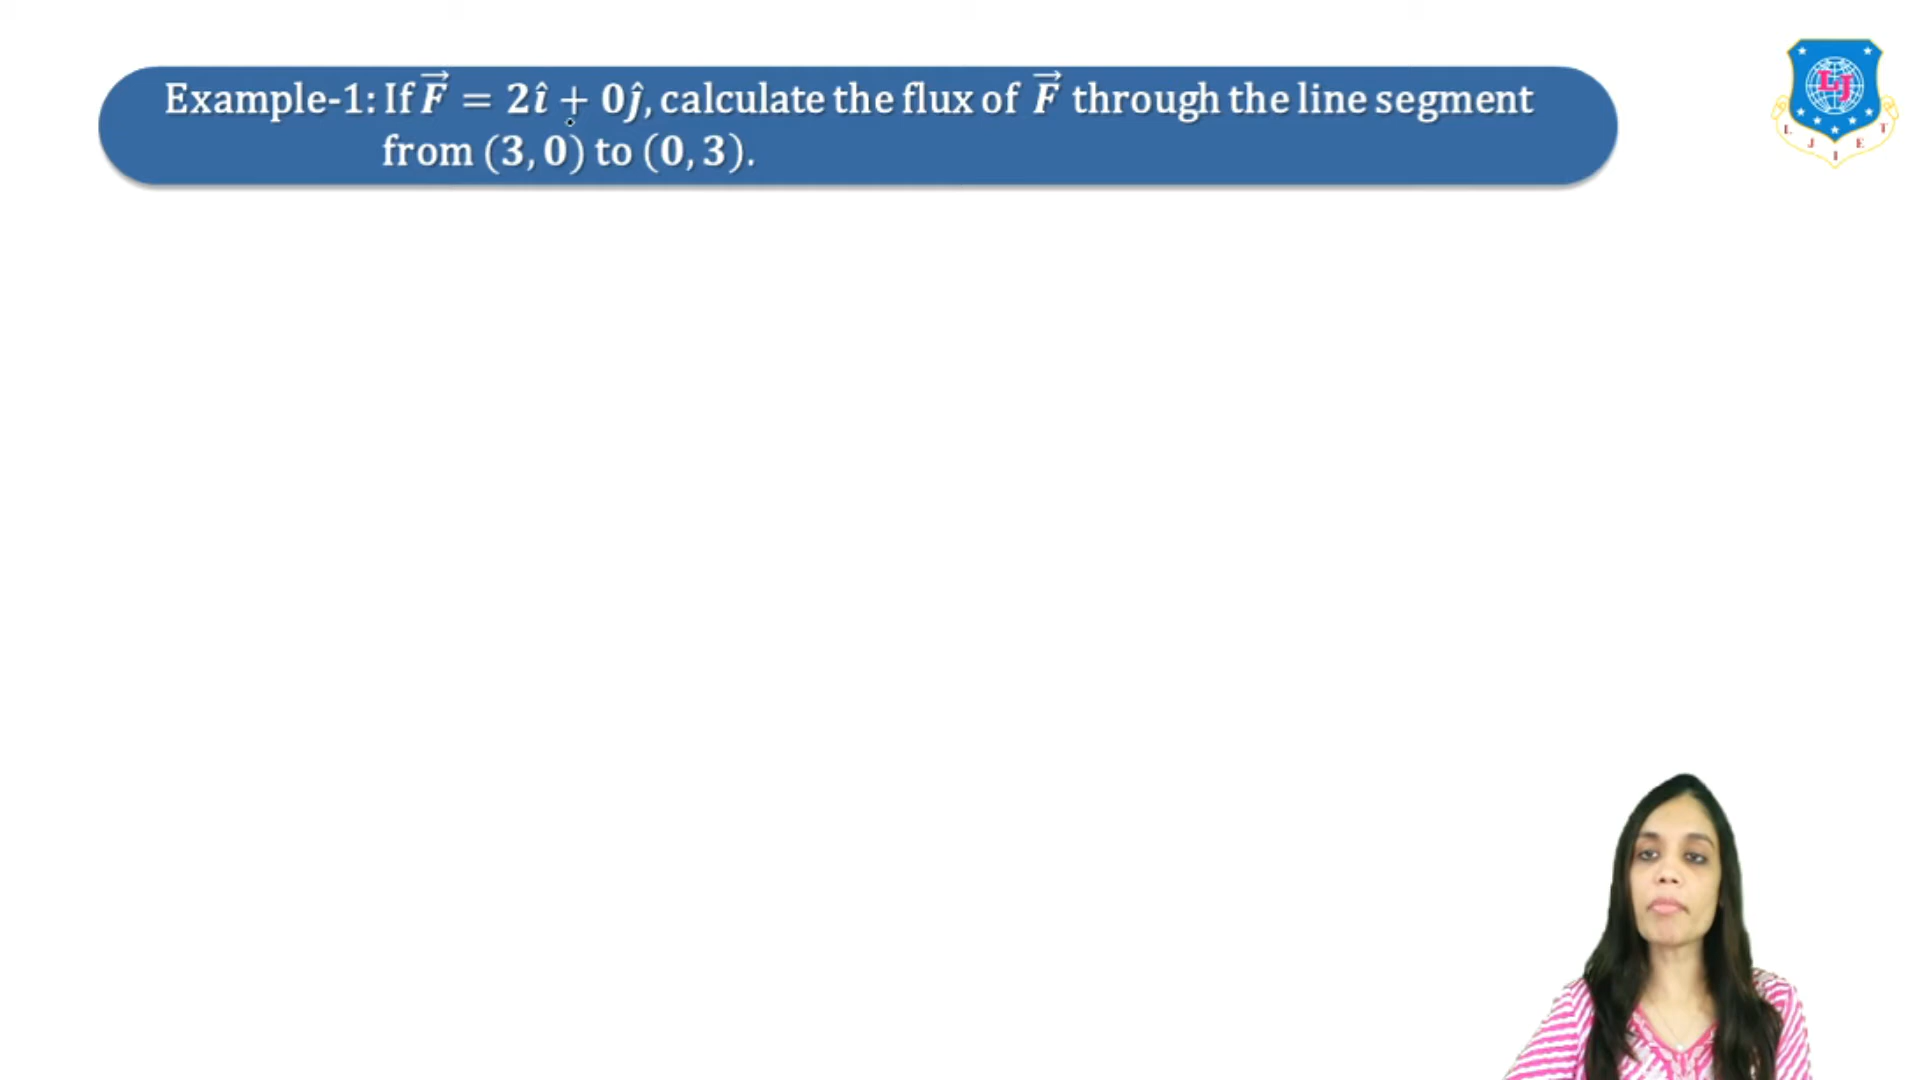 Example-1: If F⃗ = 2î + 0ĵ, calculate the flux of F⃗ through the line segment
from (3, 0) to (0, 3).
LJ
L J I E T